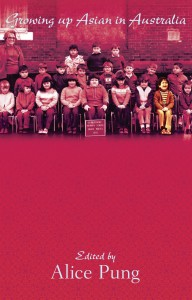 Growing up Asian in Australia
Edited by
Alice Pung